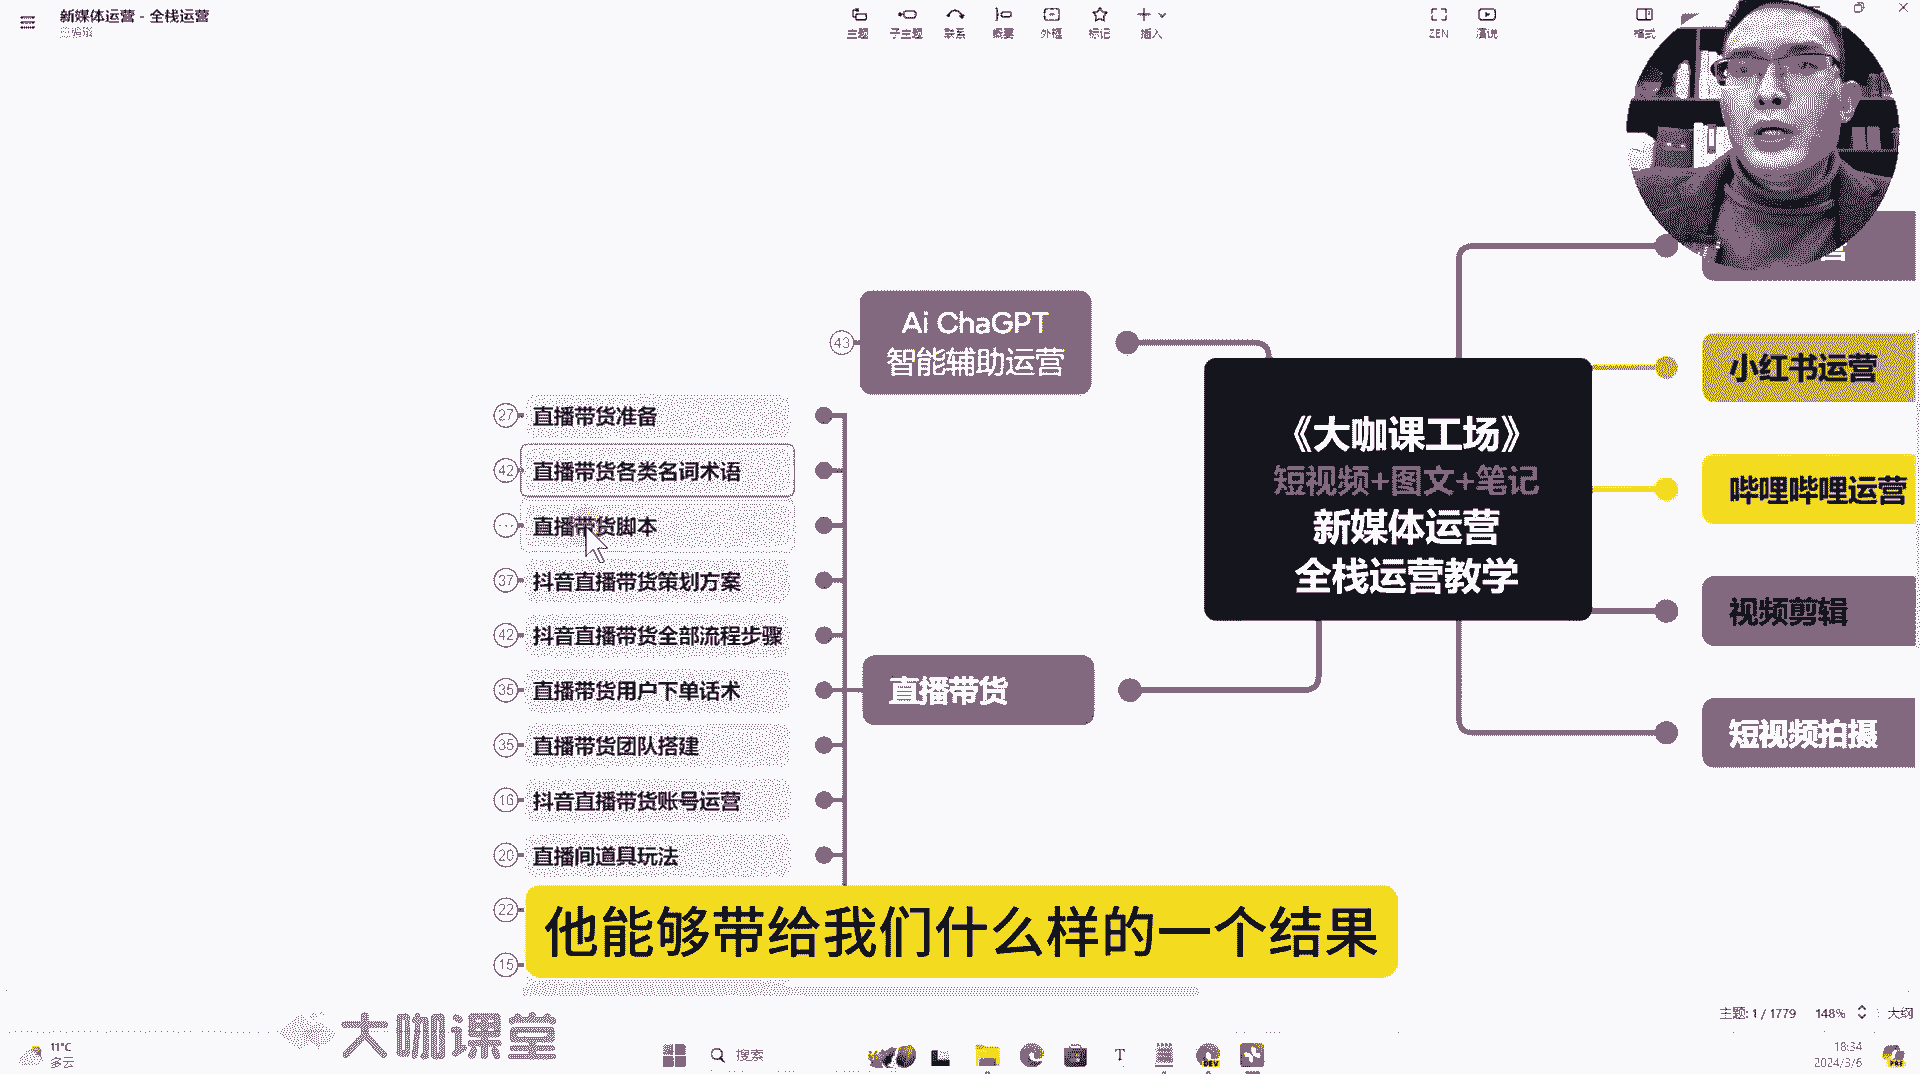 新媒体运营 - 全栈运营
已编辑
主题
子主题
联系
概要
外框
标记
插入
ZEN
演说
格式
Ai ChaGPT
智能辅助运营
43
27
直播带货准备
42
直播带货各类名词术语
直播带货脚本
37
抖音直播带货策划方案
42
抖音直播带货全部流程步骤
35
直播带货用户下单话术
35
直播带货团队搭建
16
抖音直播带货账号运营
20
直播间道具玩法
22
15
直播带货
《大咖课工场》
短视频+图文+笔记
新媒体运营
全栈运营教学
小红书运营
哔哩哔哩运营
视频剪辑
短视频拍摄
他能够带给我们什么样的一个结果
大咖课堂
主题: 1 / 1779
148%
大纲
11°C
多云
搜索
18:34
2024/3/6